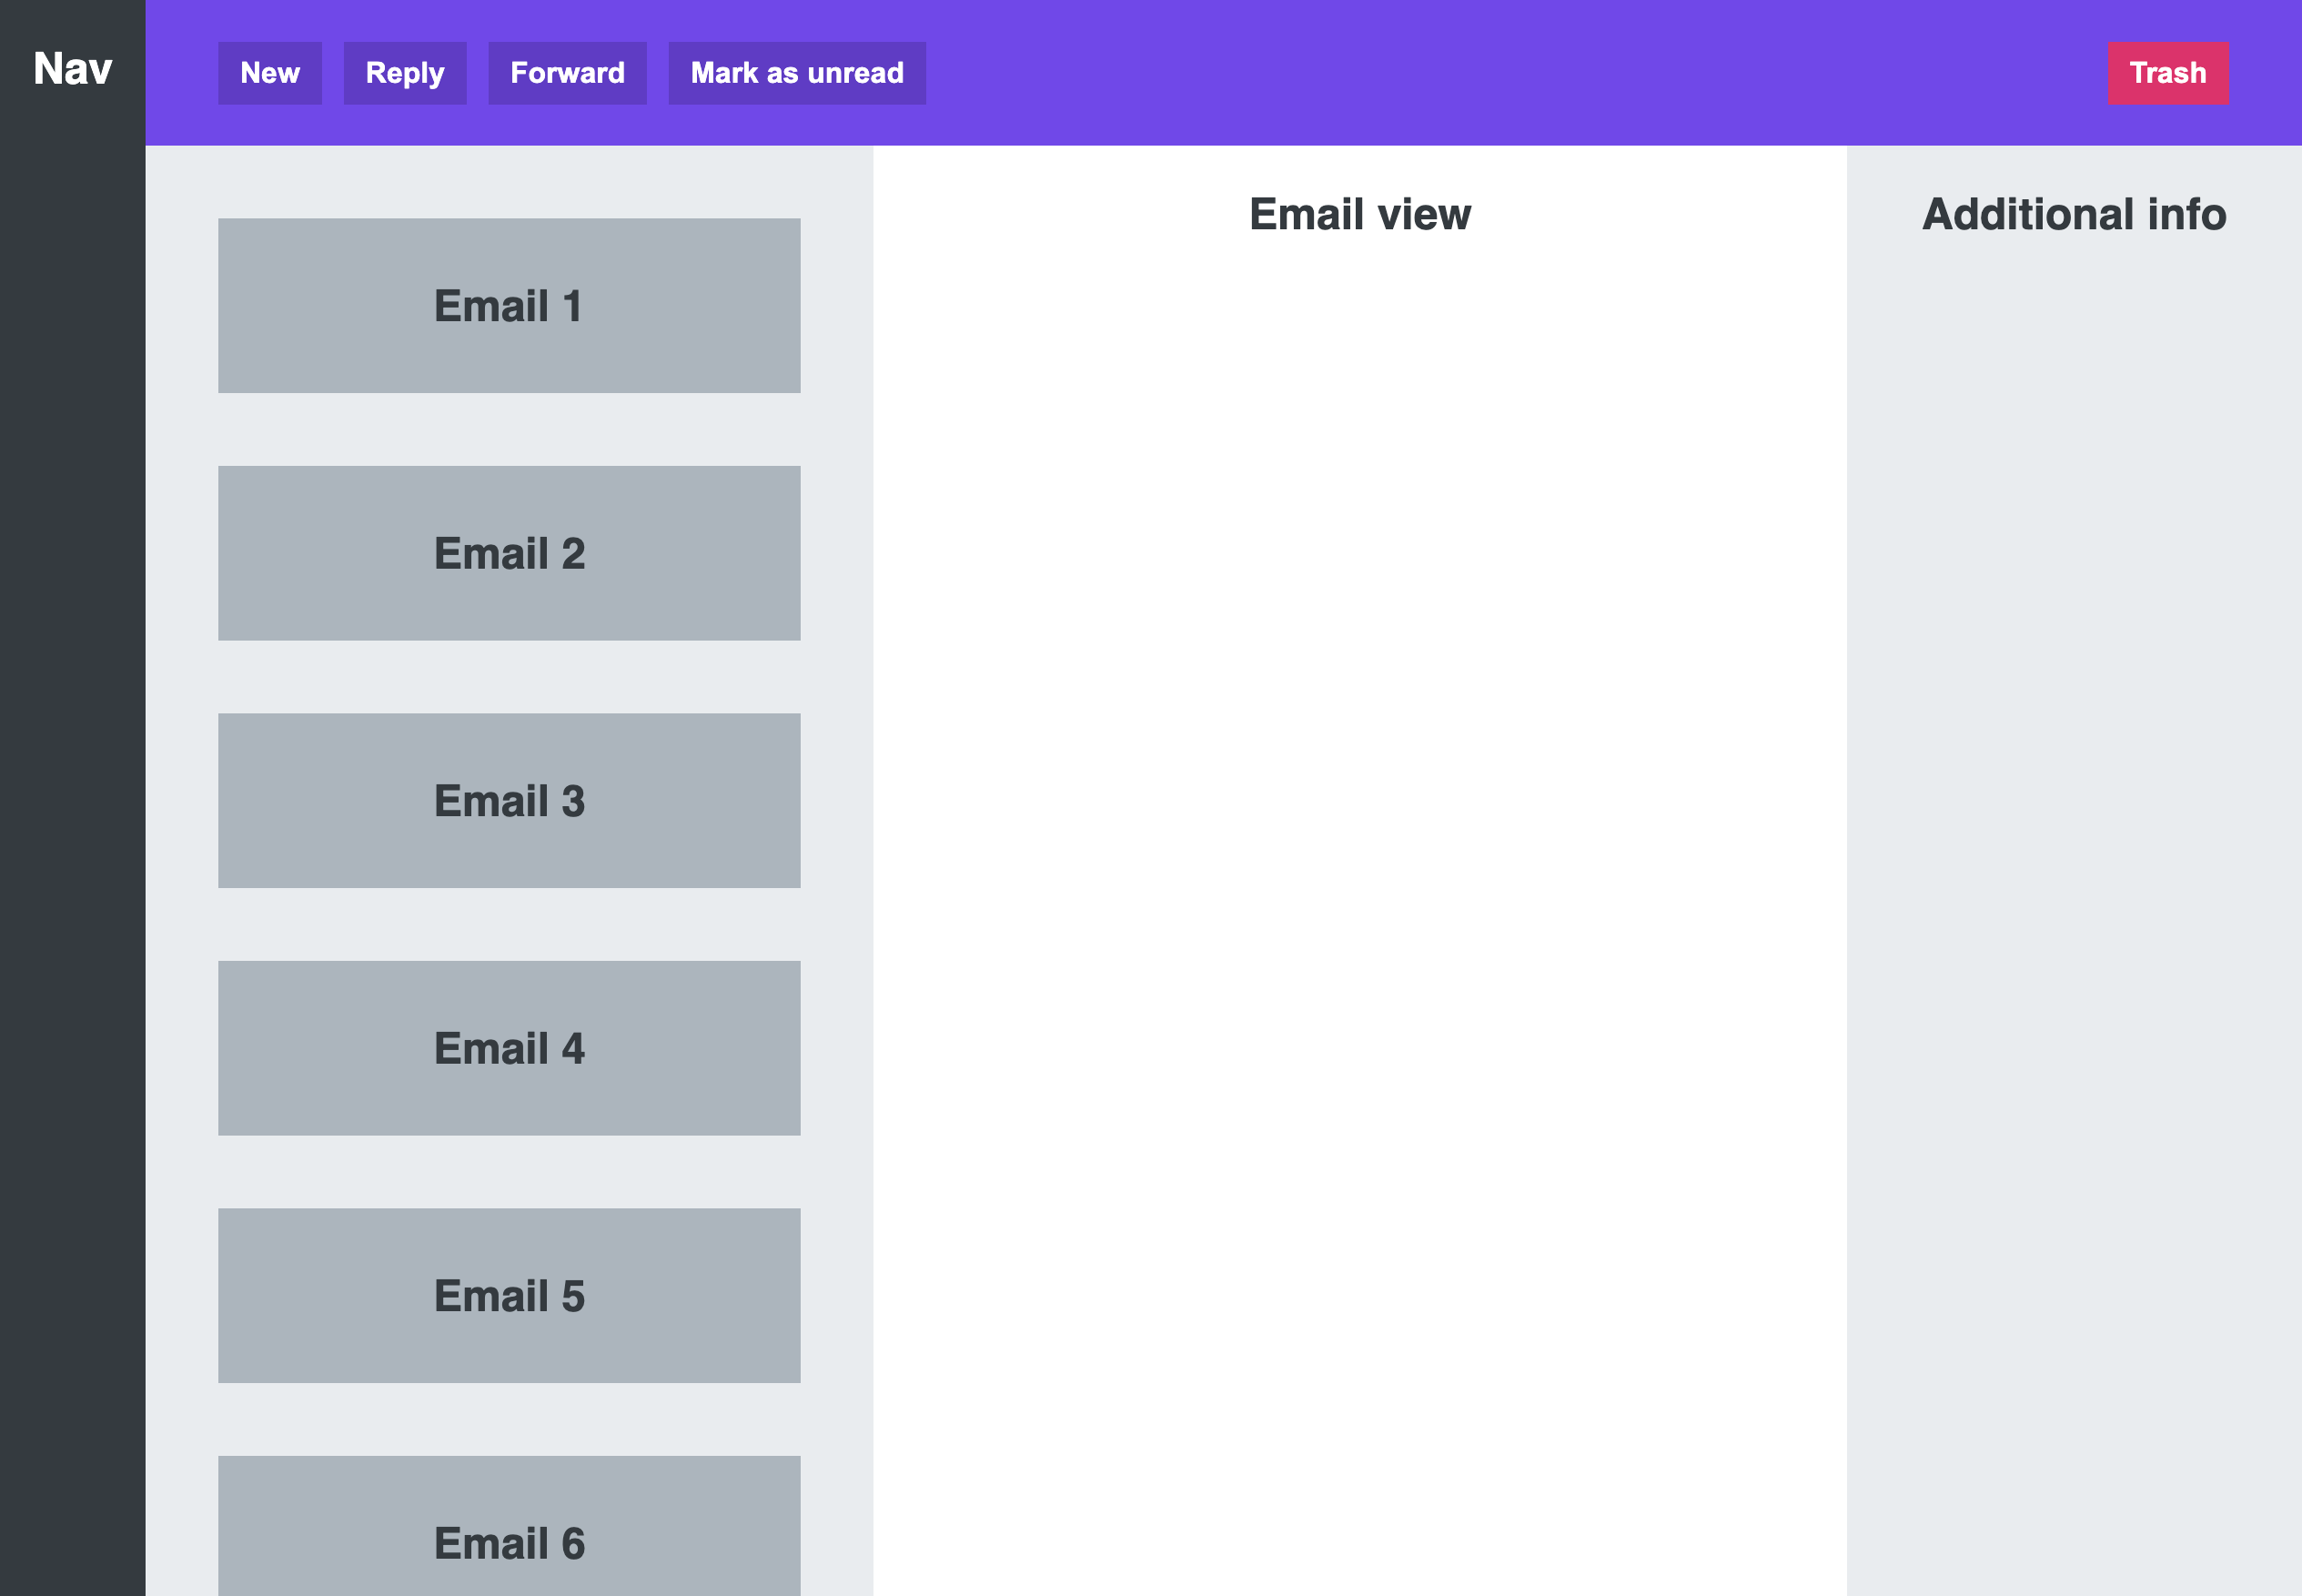 Nav
New
Reply
Forward
Mark as unread
Trash
Email 1
Email 2
Email 3
Email 4
Email 5
Email 6
Email view
Additional info